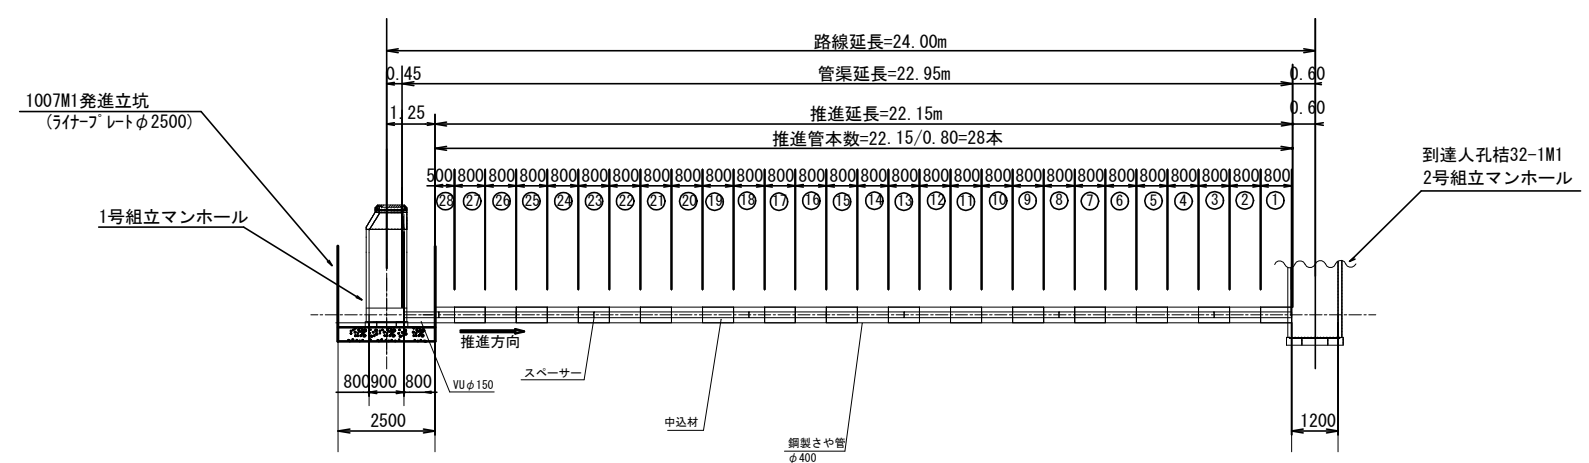 路線延長=24.00m
0.45
管渠延長=22.95m
0.60
1007M1発進立坑
(ライナープレートφ2500)
1.25
推進延長=22.15m
0.60
推進管本数=22.15/0.80=28本
到達人孔桔32-1M1
2号組立マンホール
500 800 800 800 800 800 800 800 800 800 800 800 800 800 800 800 800 800 800 800 800 800 800 800 800 800 800 800
㉘ ㉗ ㉖ ㉕ ㉔ ㉓ ㉒ ㉑ ⑳ ⑲ ⑱ ⑰ ⑯ ⑮ ⑭ ⑬ ⑫ ⑪ ⑩ ⑨ ⑧ ⑦ ⑥ ⑤ ④ ③ ② ①
1号組立マンホール
推進方向
スペーサー
800 900 800
VUφ150
中込材
2500
1200
鋼製さや管
φ400